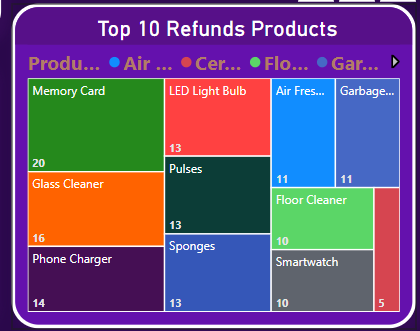 Top 10 Refunds Products
Produ... Air ... Cer... Flo... Gar...
Memory Card
20
Glass Cleaner
16
Phone Charger
14
LED Light Bulb
13
Pulses
13
Sponges
13
Air Fres...
11
Garbage...
11
Floor Cleaner
10
Smartwatch
10
5